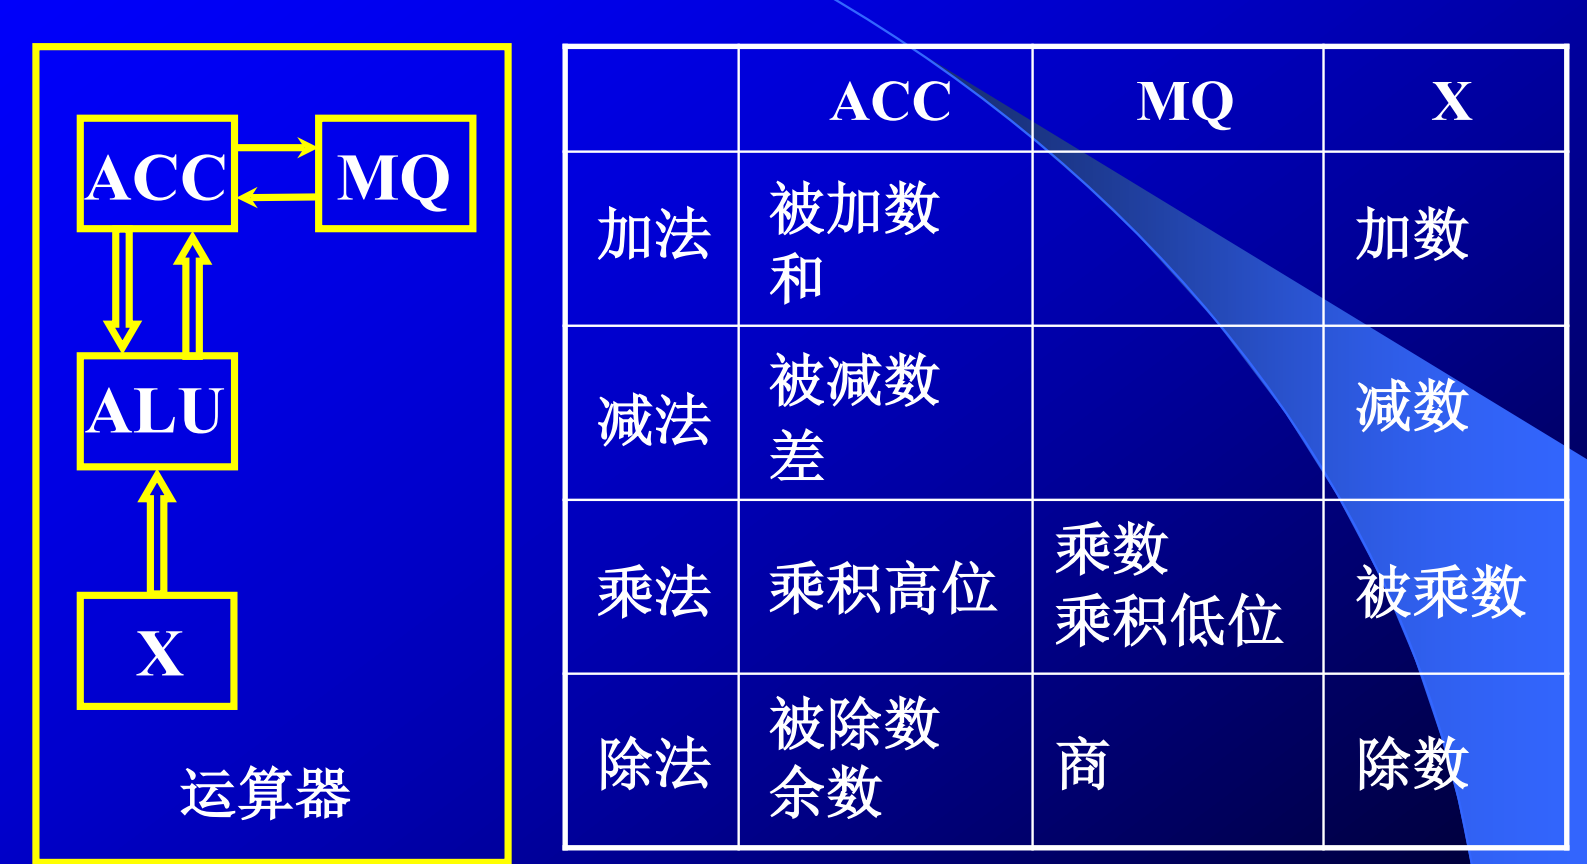 ACC
MQ
ALU
X
运算器
ACC MQ X
加法 被加数 加数
和
减法 被减数 减数
差
乘法 乘积高位 乘数 被乘数
乘积低位
除法 被除数 商 除数
余数